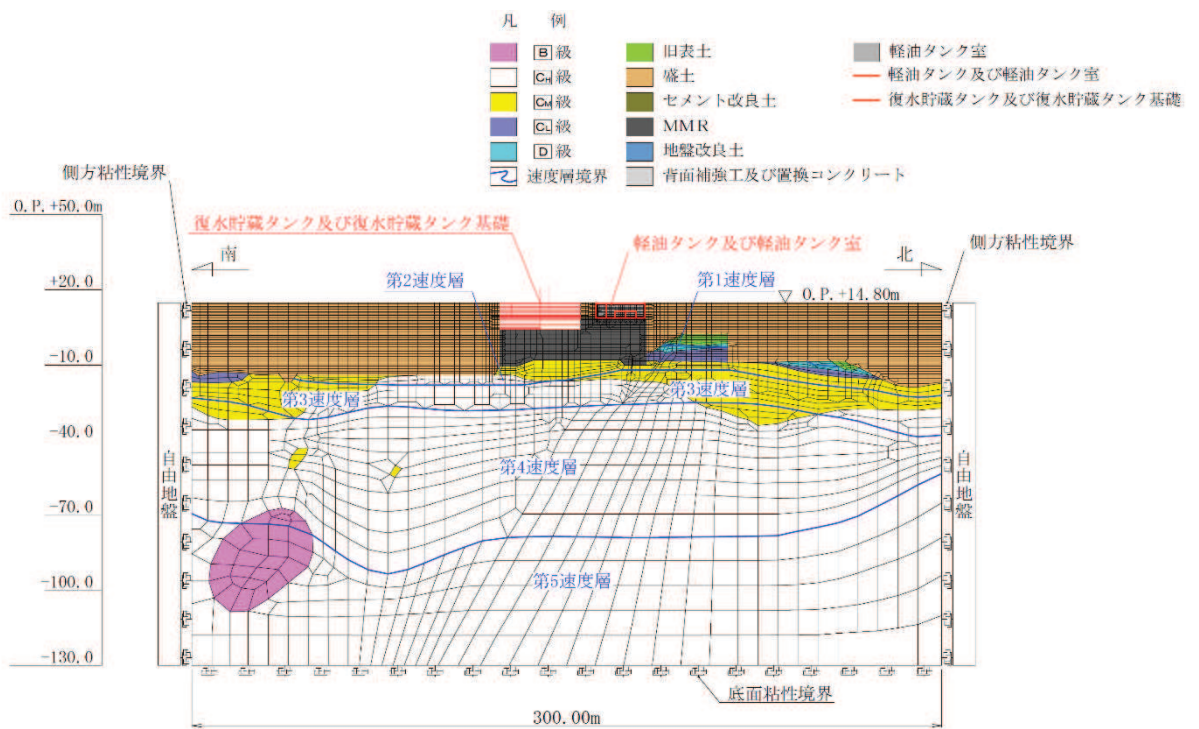 凡 例
B 級
CH 級
CM 級
CL 級
D 級
速度層境界
旧表土
盛土
セメント改良土
MMR
地盤改良土
背面補強工及び置換コンクリート
軽油タンク室
軽油タンク及び軽油タンク室
復水貯蔵タンク及び復水貯蔵タンク基礎
側方粘性境界
O.P.+50.0m
復水貯蔵タンク及び復水貯蔵タンク基礎
軽油タンク及び軽油タンク室
側方粘性境界
南
北
第2速度層
第1速度層
+20.0
O.P.+14.80m
-10.0
第3速度層
第3速度層
-40.0
第4速度層
自由地盤
自由地盤
-70.0
第5速度層
-100.0
-130.0
底面粘性境界
300.00m